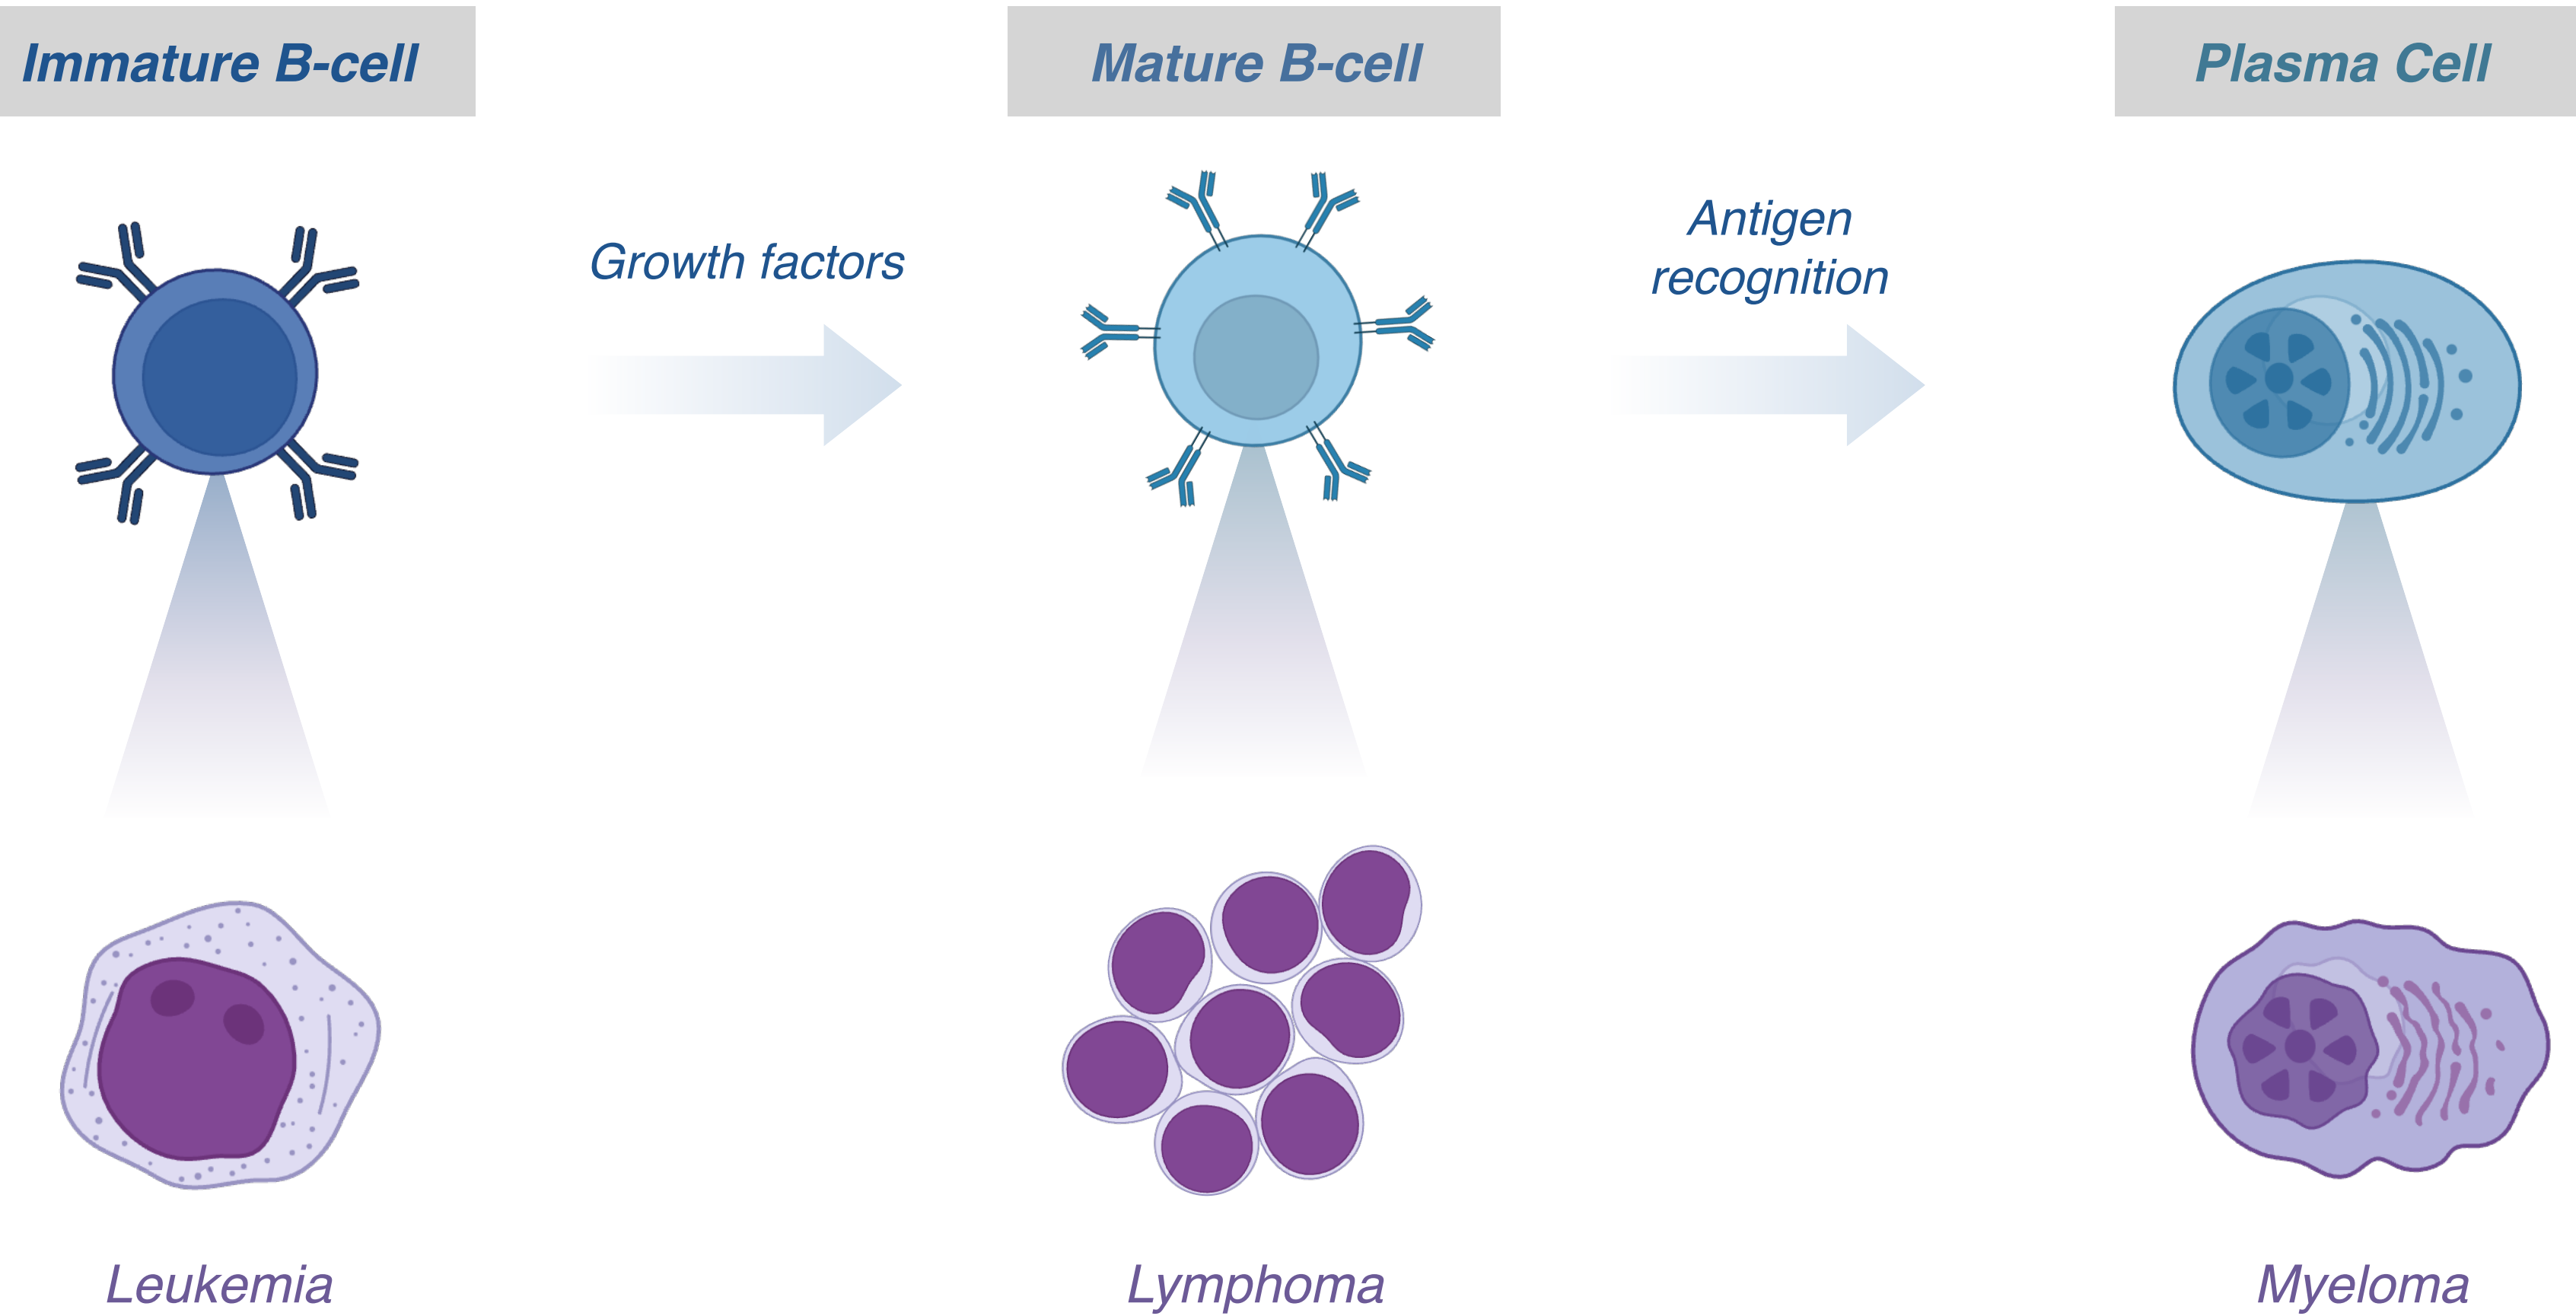 Immature B-cell
Mature B-cell
Plasma Cell
Growth factors
Antigen
recognition
Leukemia
Lymphoma
Myeloma